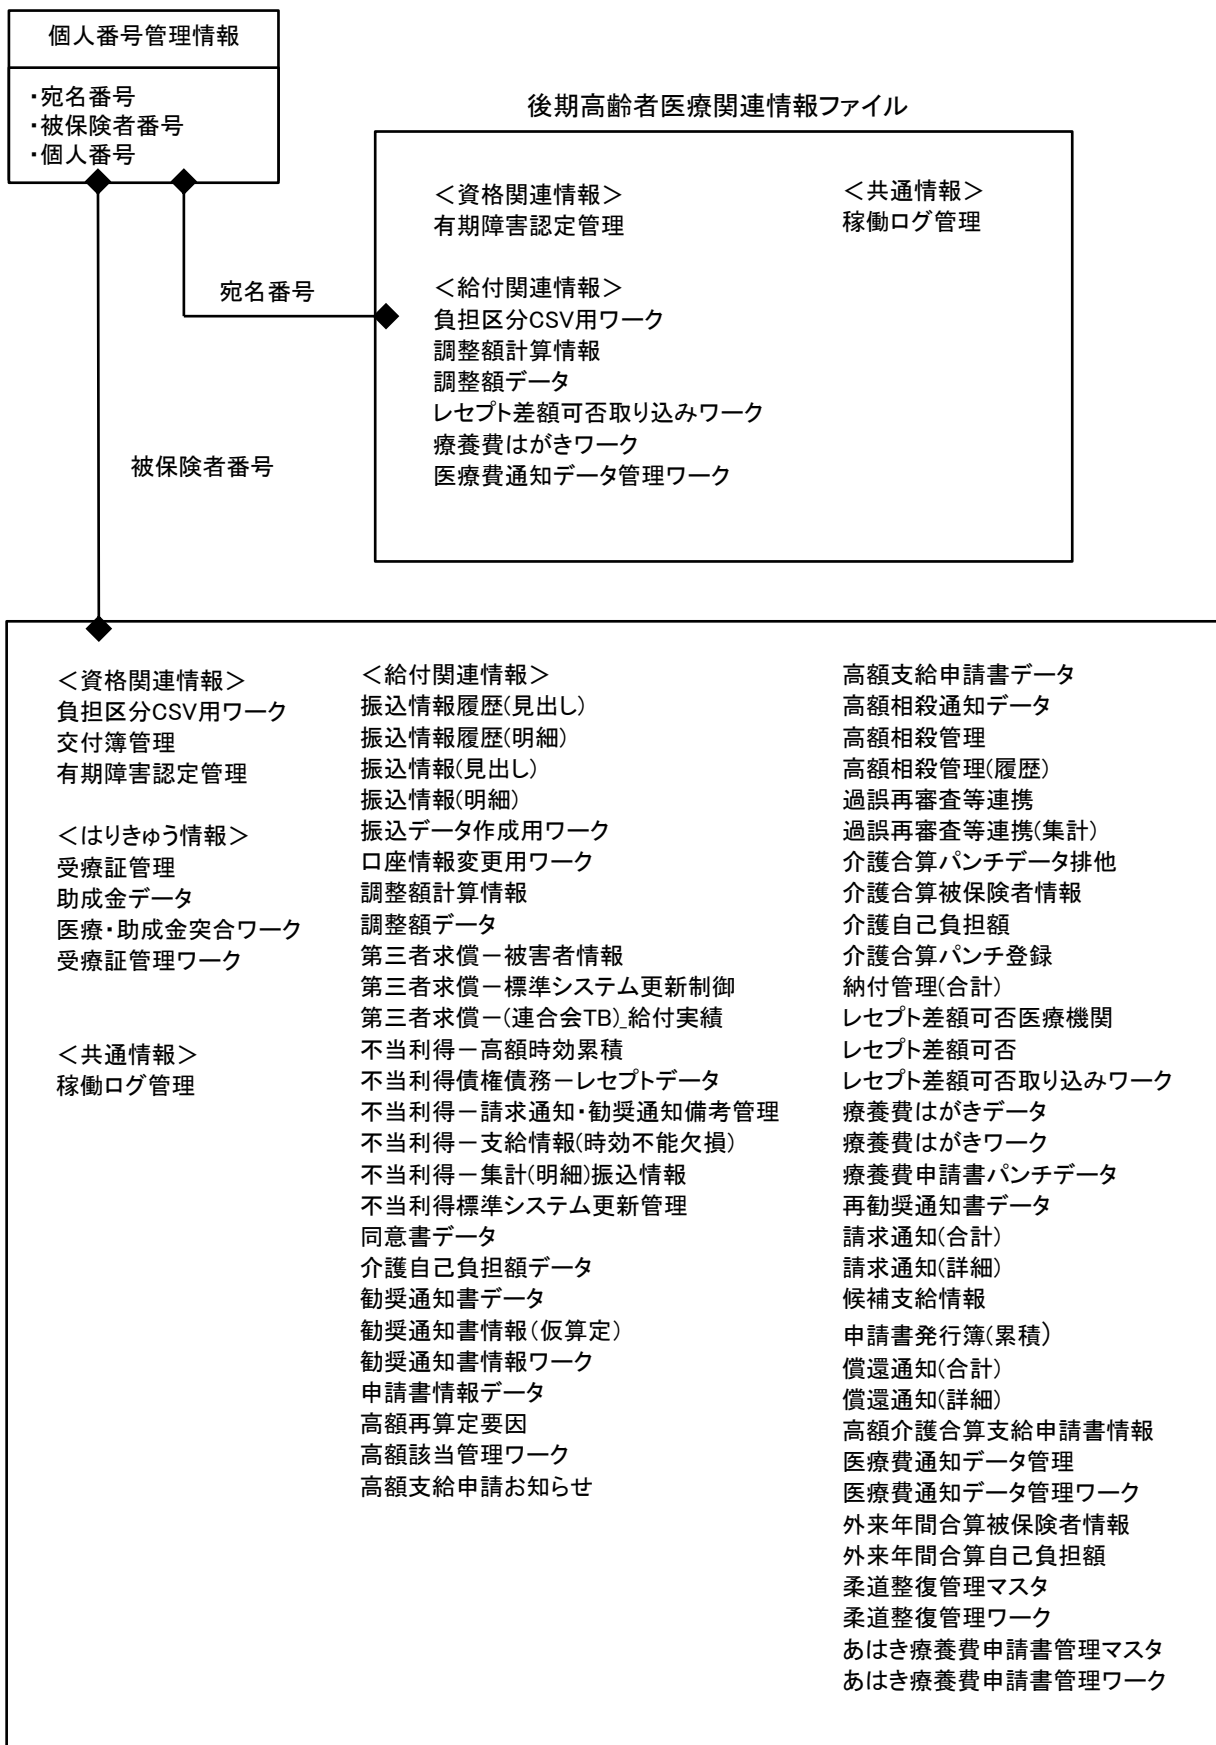 個人番号管理情報
・宛名番号
・被保険者番号
・個人番号
後期高齢者医療関連情報ファイル
＜資格関連情報＞
有期障害認定管理
＜給付関連情報＞
負担区分CSV用ワーク
調整額計算情報
調整額データ
レセプト差額可否取り込みワーク
療養費はがきワーク
医療費通知データ管理ワーク
＜共通情報＞
稼働ログ管理
宛名番号
被保険者番号
＜資格関連情報＞
負担区分CSV用ワーク
交付簿管理
有期障害認定管理
＜はりきゅう情報＞
受療証管理
助成金データ
医療・助成金突合ワーク
受療証管理ワーク
＜共通情報＞
稼働ログ管理
＜給付関連情報＞
振込情報履歴(見出し)
振込情報履歴(明細)
振込情報(見出し)
振込情報(明細)
振込データ作成用ワーク
口座情報変更用ワーク
調整額計算情報
調整額データ
第三者求償－被害者情報
第三者求償－標準システム更新制御
第三者求償－(連合会TB)_給付実績
不当利得－高額時効累積
不当利得債権債務－レセプトデータ
不当利得－請求通知・勧奨通知備考管理
不当利得－支給情報(時効不能欠損)
不当利得－集計(明細)振込情報
不当利得標準システム更新管理
同意書データ
介護自己負担額データ
勧奨通知書データ
勧奨通知書情報（仮算定）
勧奨通知書情報ワーク
申請書情報データ
高額再算定要因
高額該当管理ワーク
高額支給申請お知らせ
高額支給申請書データ
高額相殺通知データ
高額相殺管理
高額相殺管理(履歴)
過誤再審査等連携
過誤再審査等連携(集計)
介護合算パンチデータ排他
介護合算被保険者情報
介護自己負担額
介護合算パンチ登録
納付管理(合計)
レセプト差額可否医療機関
レセプト差額可否
レセプト差額可否取り込みワーク
療養費はがきデータ
療養費はがきワーク
療養費申請書パンチデータ
再勧奨通知書データ
請求通知(合計)
請求通知(詳細)
候補支給情報
申請書発行簿(累積）
償還通知(合計)
償還通知(詳細)
高額介護合算支給申請書情報
医療費通知データ管理
医療費通知データ管理ワーク
外来年間合算被保険者情報
外来年間合算自己負担額
柔道整復管理マスタ
柔道整復管理ワーク
あはき療養費申請書管理マスタ
あはき療養費申請書管理ワーク